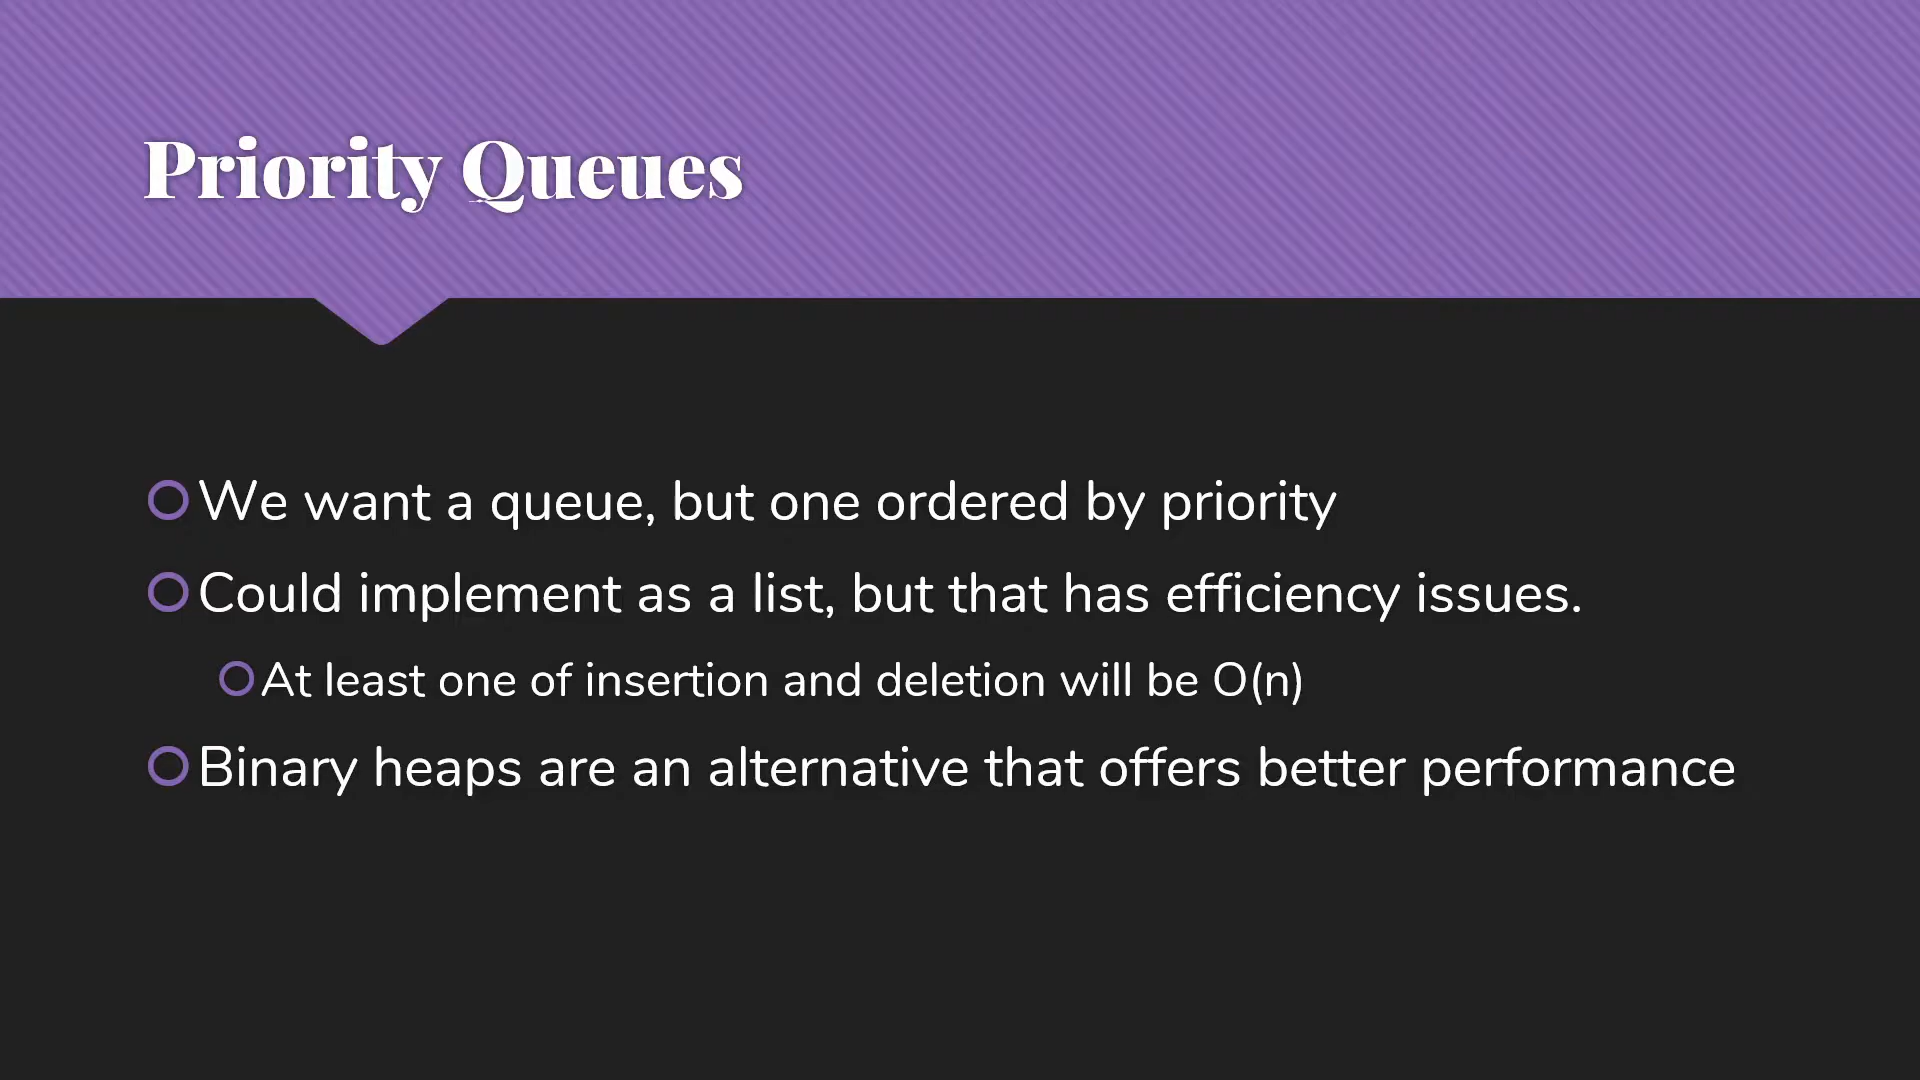 Priority Queues
We want a queue, but one ordered by priority
Could implement as a list, but that has efficiency issues.
At least one of insertion and deletion will be O(n)
Binary heaps are an alternative that offers better performance